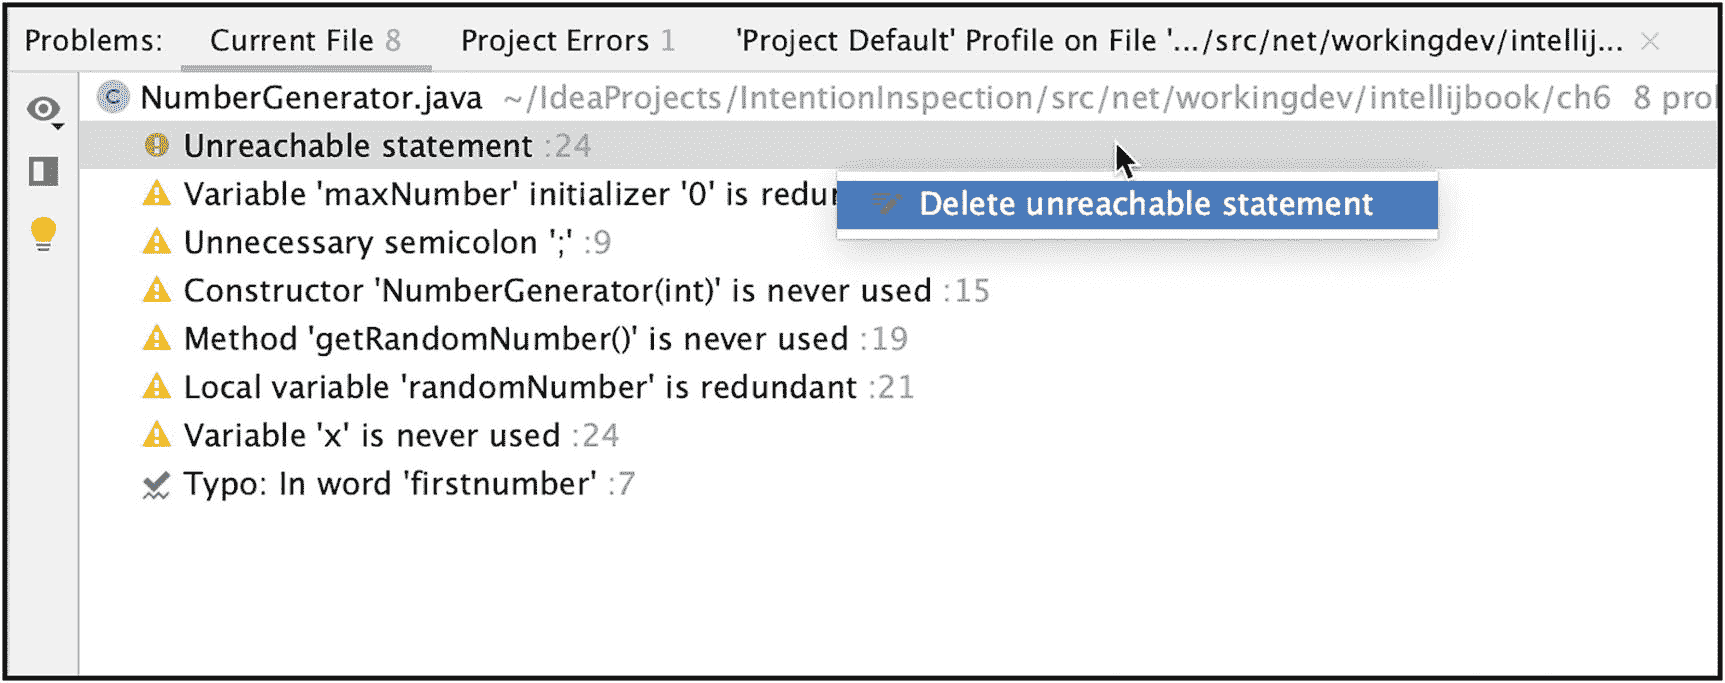 Problems: Current File 8 Project Errors 1 'Project Default' Profile on File '.../src/net/workingdev/intellij...
NumberGenerator.java ~/IdeaProjects/IntentionInspection/src/net/workingdev/intellijbook/ch6 8
Unreachable statement :24
Variable 'maxNumber' initializer '0' is
Delete unreachable statement
Unnecessary semicolon ';' :9
Constructor 'NumberGenerator(int)' is never used :15
Method 'getRandomNumber()' is never used :19
Local variable 'randomNumber' is redundant :21
Variable 'x' is never used :24
Typo: In word 'firstnumber' :7